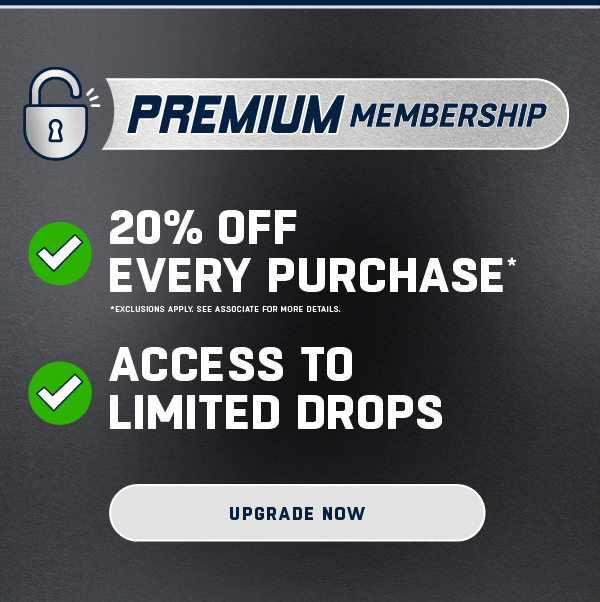 PREMIUM MEMBERSHIP
20% OFF
EVERY PURCHASE*
*EXCLUSIONS APPLY. SEE ASSOCIATE FOR MORE DETAILS.
ACCESS TO
LIMITED DROPS
UPGRADE NOW